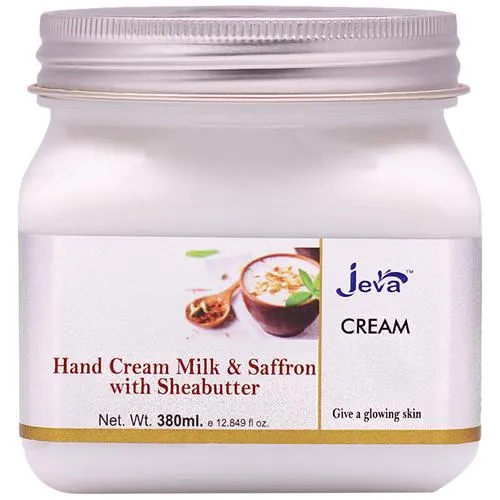 Jeva™
CREAM
Hand Cream Milk & Saffron
with Sheabutter
Net. Wt. 380ml. e 12.849 fl oz.
Give a glowing skin